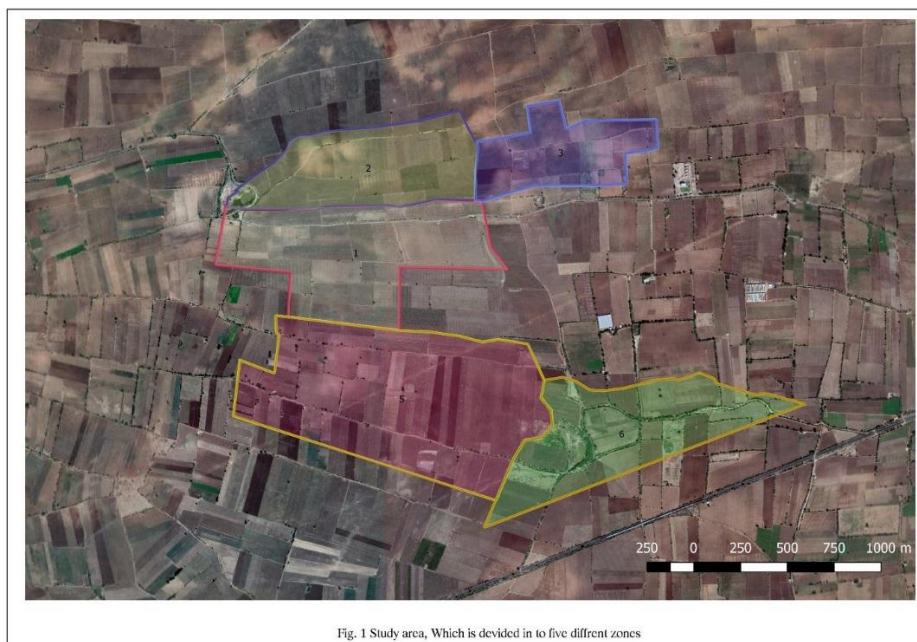 2
3
1
5
6
250 0 250 500 750 1000 m
Fig. 1 Study area, Which is devided in to five diffrent zones